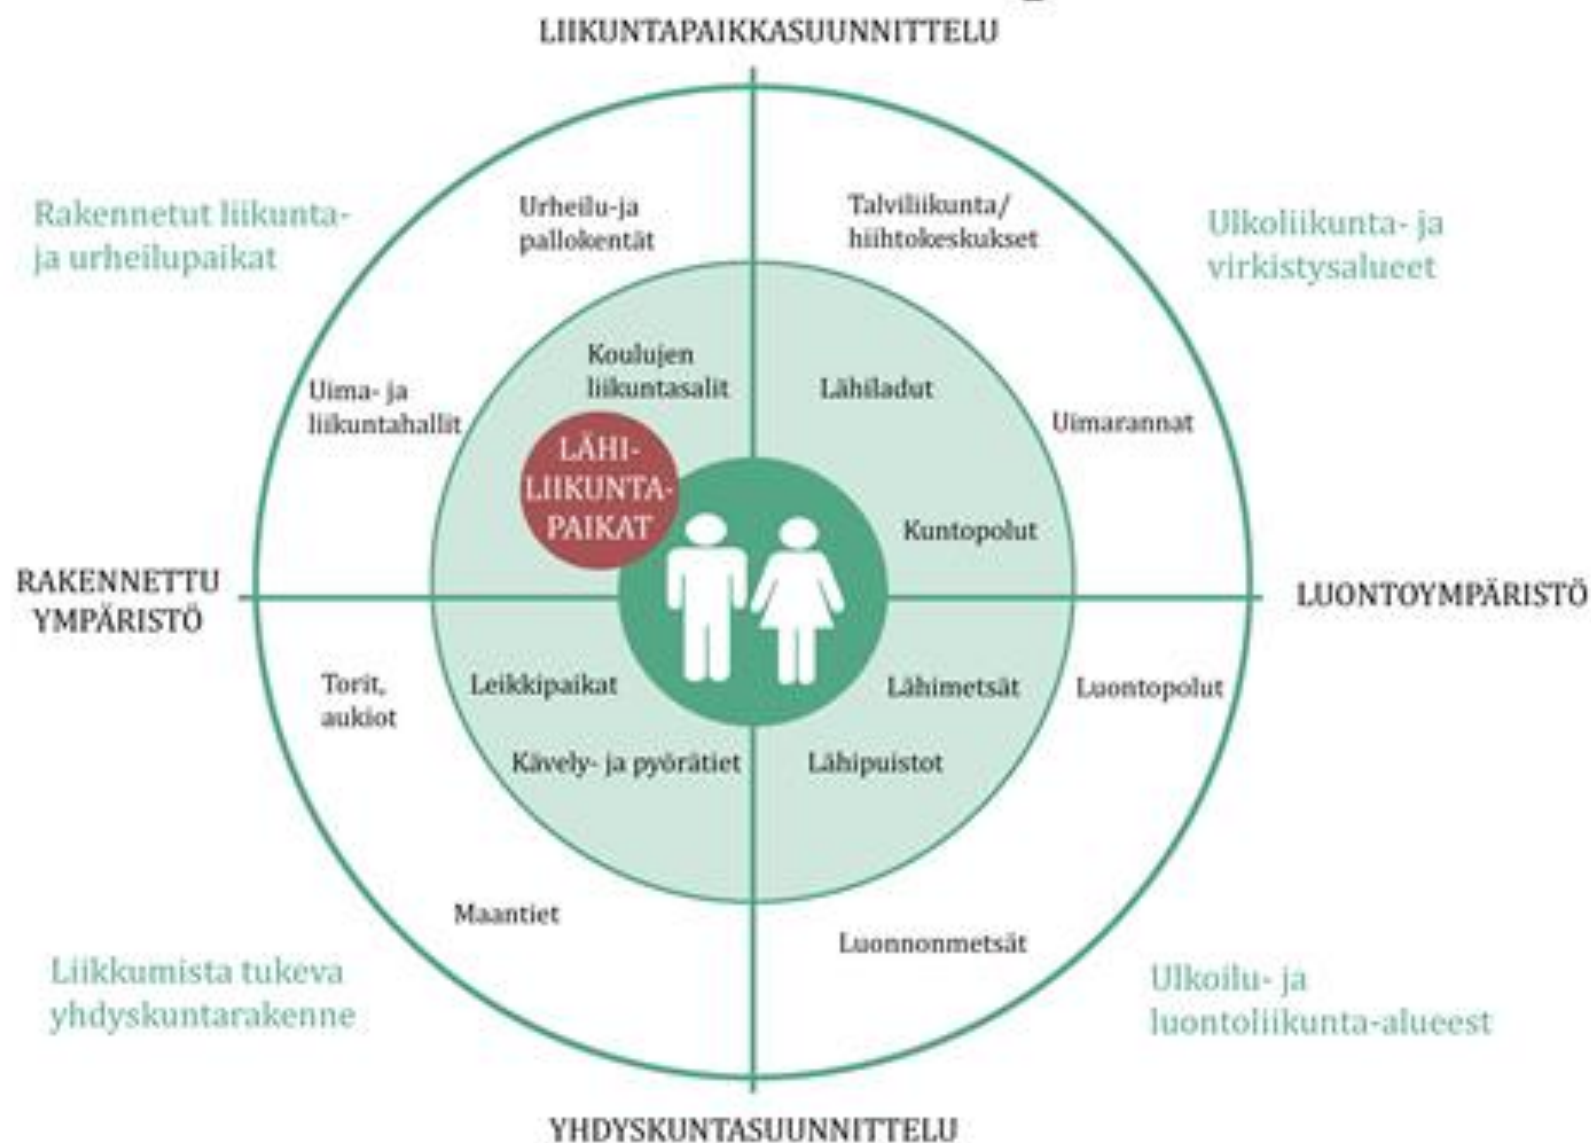 LIIKUNTAPAIKKASUUNNITTELU
Rakennetut liikunta-
ja urheilupaikat
Urheilu-ja
pallokentät
Talviliikunta/
hiihtokeskukset
Ulkoliikunta- ja
virkistysalueet
Uima- ja
liikuntahallit
Koulujen
liikuntasalit
Lähiladut
Uimarannat
LÄHI-
LIIKUNTA-
PAIKAT
Kuntopolut
RAKENNETTU
YMPÄRISTÖ
LUONTOYMPÄRISTÖ
Torit,
aukiot
Leikkipaikat
Lähimetsät
Luontopolut
Kävely- ja pyörätiet
Lähipuistot
Maantiet
Luonnonmetsät
Liikkumista tukeva
yhdyskuntarakenne
Ulkoilu- ja
luontoliikunta-alueest
YHDYSKUNTASUUNNITTELU